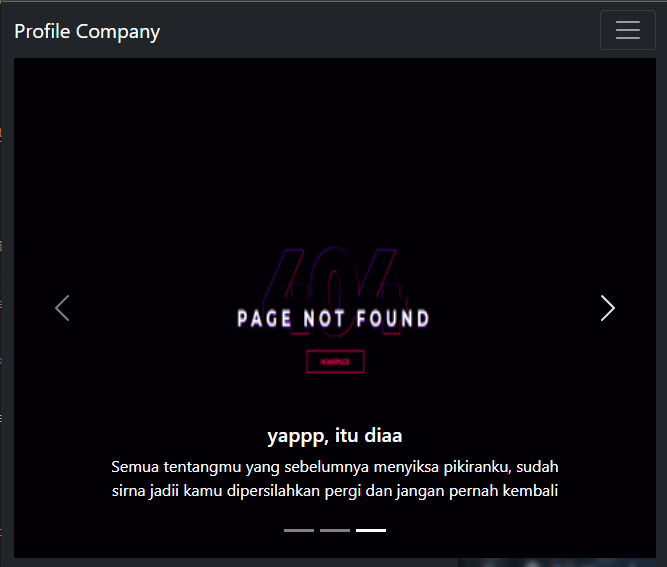 Profile Company
404
PAGE NOT FOUND
HOMEPAGE
yappp, itu diaa
Semua tentangmu yang sebelumnya menyiksa pikiranku, sudah
sirna jadii kamu dipersilahkan pergi dan jangan pernah kembali